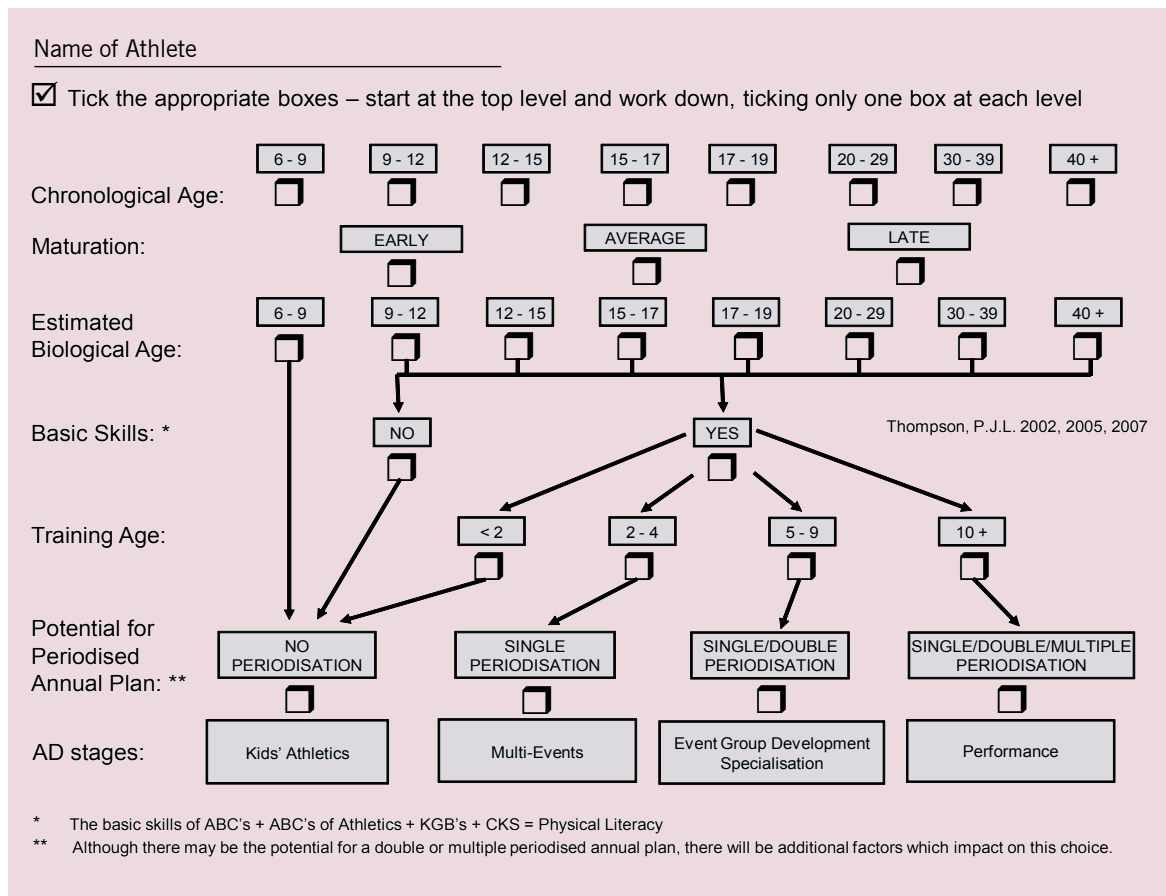 Name of Athlete
Tick the appropriate boxes – start at the top level and work down, ticking only one box at each level
6 - 9 9 - 12 12 - 15 15 - 17 17 - 19 20 - 29 30 - 39 40 +
Chronological Age:
Maturation: EARLY AVERAGE LATE
6 - 9 9 - 12 12 - 15 15 - 17 17 - 19 20 - 29 30 - 39 40 +
Estimated
Biological Age:
Basic Skills: * NO YES Thompson, P.J.L. 2002, 2005, 2007
Training Age: < 2 2 - 4 5 - 9 10 +
Potential for
Periodised
Annual Plan: **
NO
PERIODISATION
SINGLE
PERIODISATION
SINGLE/DOUBLE
PERIODISATION
SINGLE/DOUBLE/MULTIPLE
PERIODISATION
AD stages:
Kids' Athletics
Multi-Events
Event Group Development
Specialisation
Performance
* The basic skills of ABC's + ABC's of Athletics + KGB's + CKS = Physical Literacy
** Although there may be the potential for a double or multiple periodised annual plan, there will be additional factors which impact on this choice.